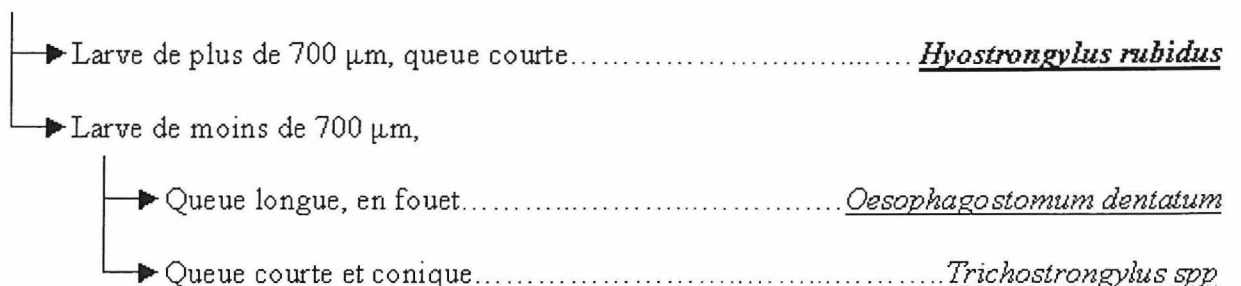 Larve de plus de 700 µm, queue courte.................................... Hyostrongylus rubidus
Larve de moins de 700 µm,
Queue longue, en fouet....................................... Oesophagostomum dentatum
Queue courte et conique................................................ Trichostrongylus spp